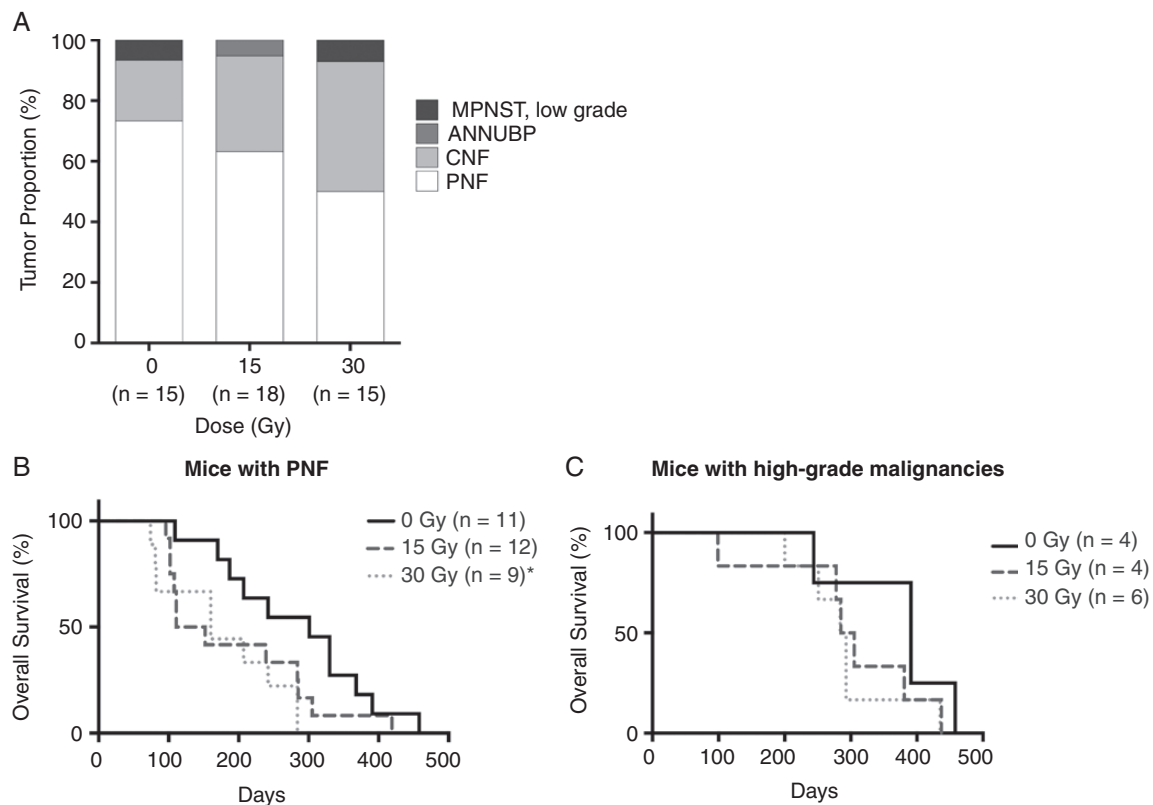 A
100
80
60
40
20
0
Tumor Proportion (%)
0
15
30
(n = 15)
(n = 18)
(n = 15)
Dose (Gy)
MPNST, low grade
ANNUBP
CNF
PNF
B
Mice with PNF
100
50
0
Overall Survival (%)
0 Gy (n = 11)
15 Gy (n = 12)
30 Gy (n = 9)*
0 100 200 300 400 500
Days
C
Mice with high-grade malignancies
100
50
0
Overall Survival (%)
0 Gy (n = 4)
15 Gy (n = 4)
30 Gy (n = 6)
0 100 200 300 400 500
Days